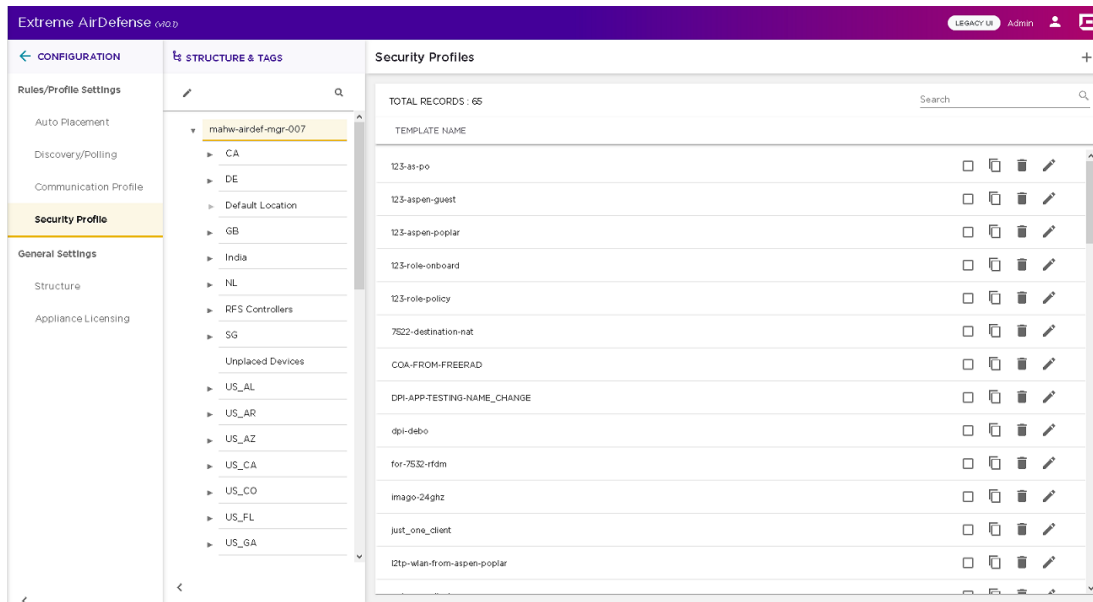 Extreme AirDefense (v10.1)
LEGACY UI
Admin
CONFIGURATION
Rules/Profile Settings
Auto Placement
Discovery/Polling
Communication Profile
Security Profile
General Settings
Structure
Appliance Licensing
STRUCTURE & TAGS
mahw-airdef-mgr-007
CA
DE
Default Location
GB
India
NL
RFS Controllers
SG
Unplaced Devices
US_AL
US_AR
US_AZ
US_CA
US_CO
US_FL
US_GA
Security Profiles
TOTAL RECORDS : 65
Search
TEMPLATE NAME
123-as-po
123-aspen-guest
123-aspen-poplar
123-role-onboard
123-role-policy
7522-destination-nat
COA-FROM-FREERAD
DPI-APP-TESTING-NAME_CHANGE
dpi-debo
for-7532-rfdm
imago-24ghz
just_one_client
l2tp-wlan-from-aspen-poplar